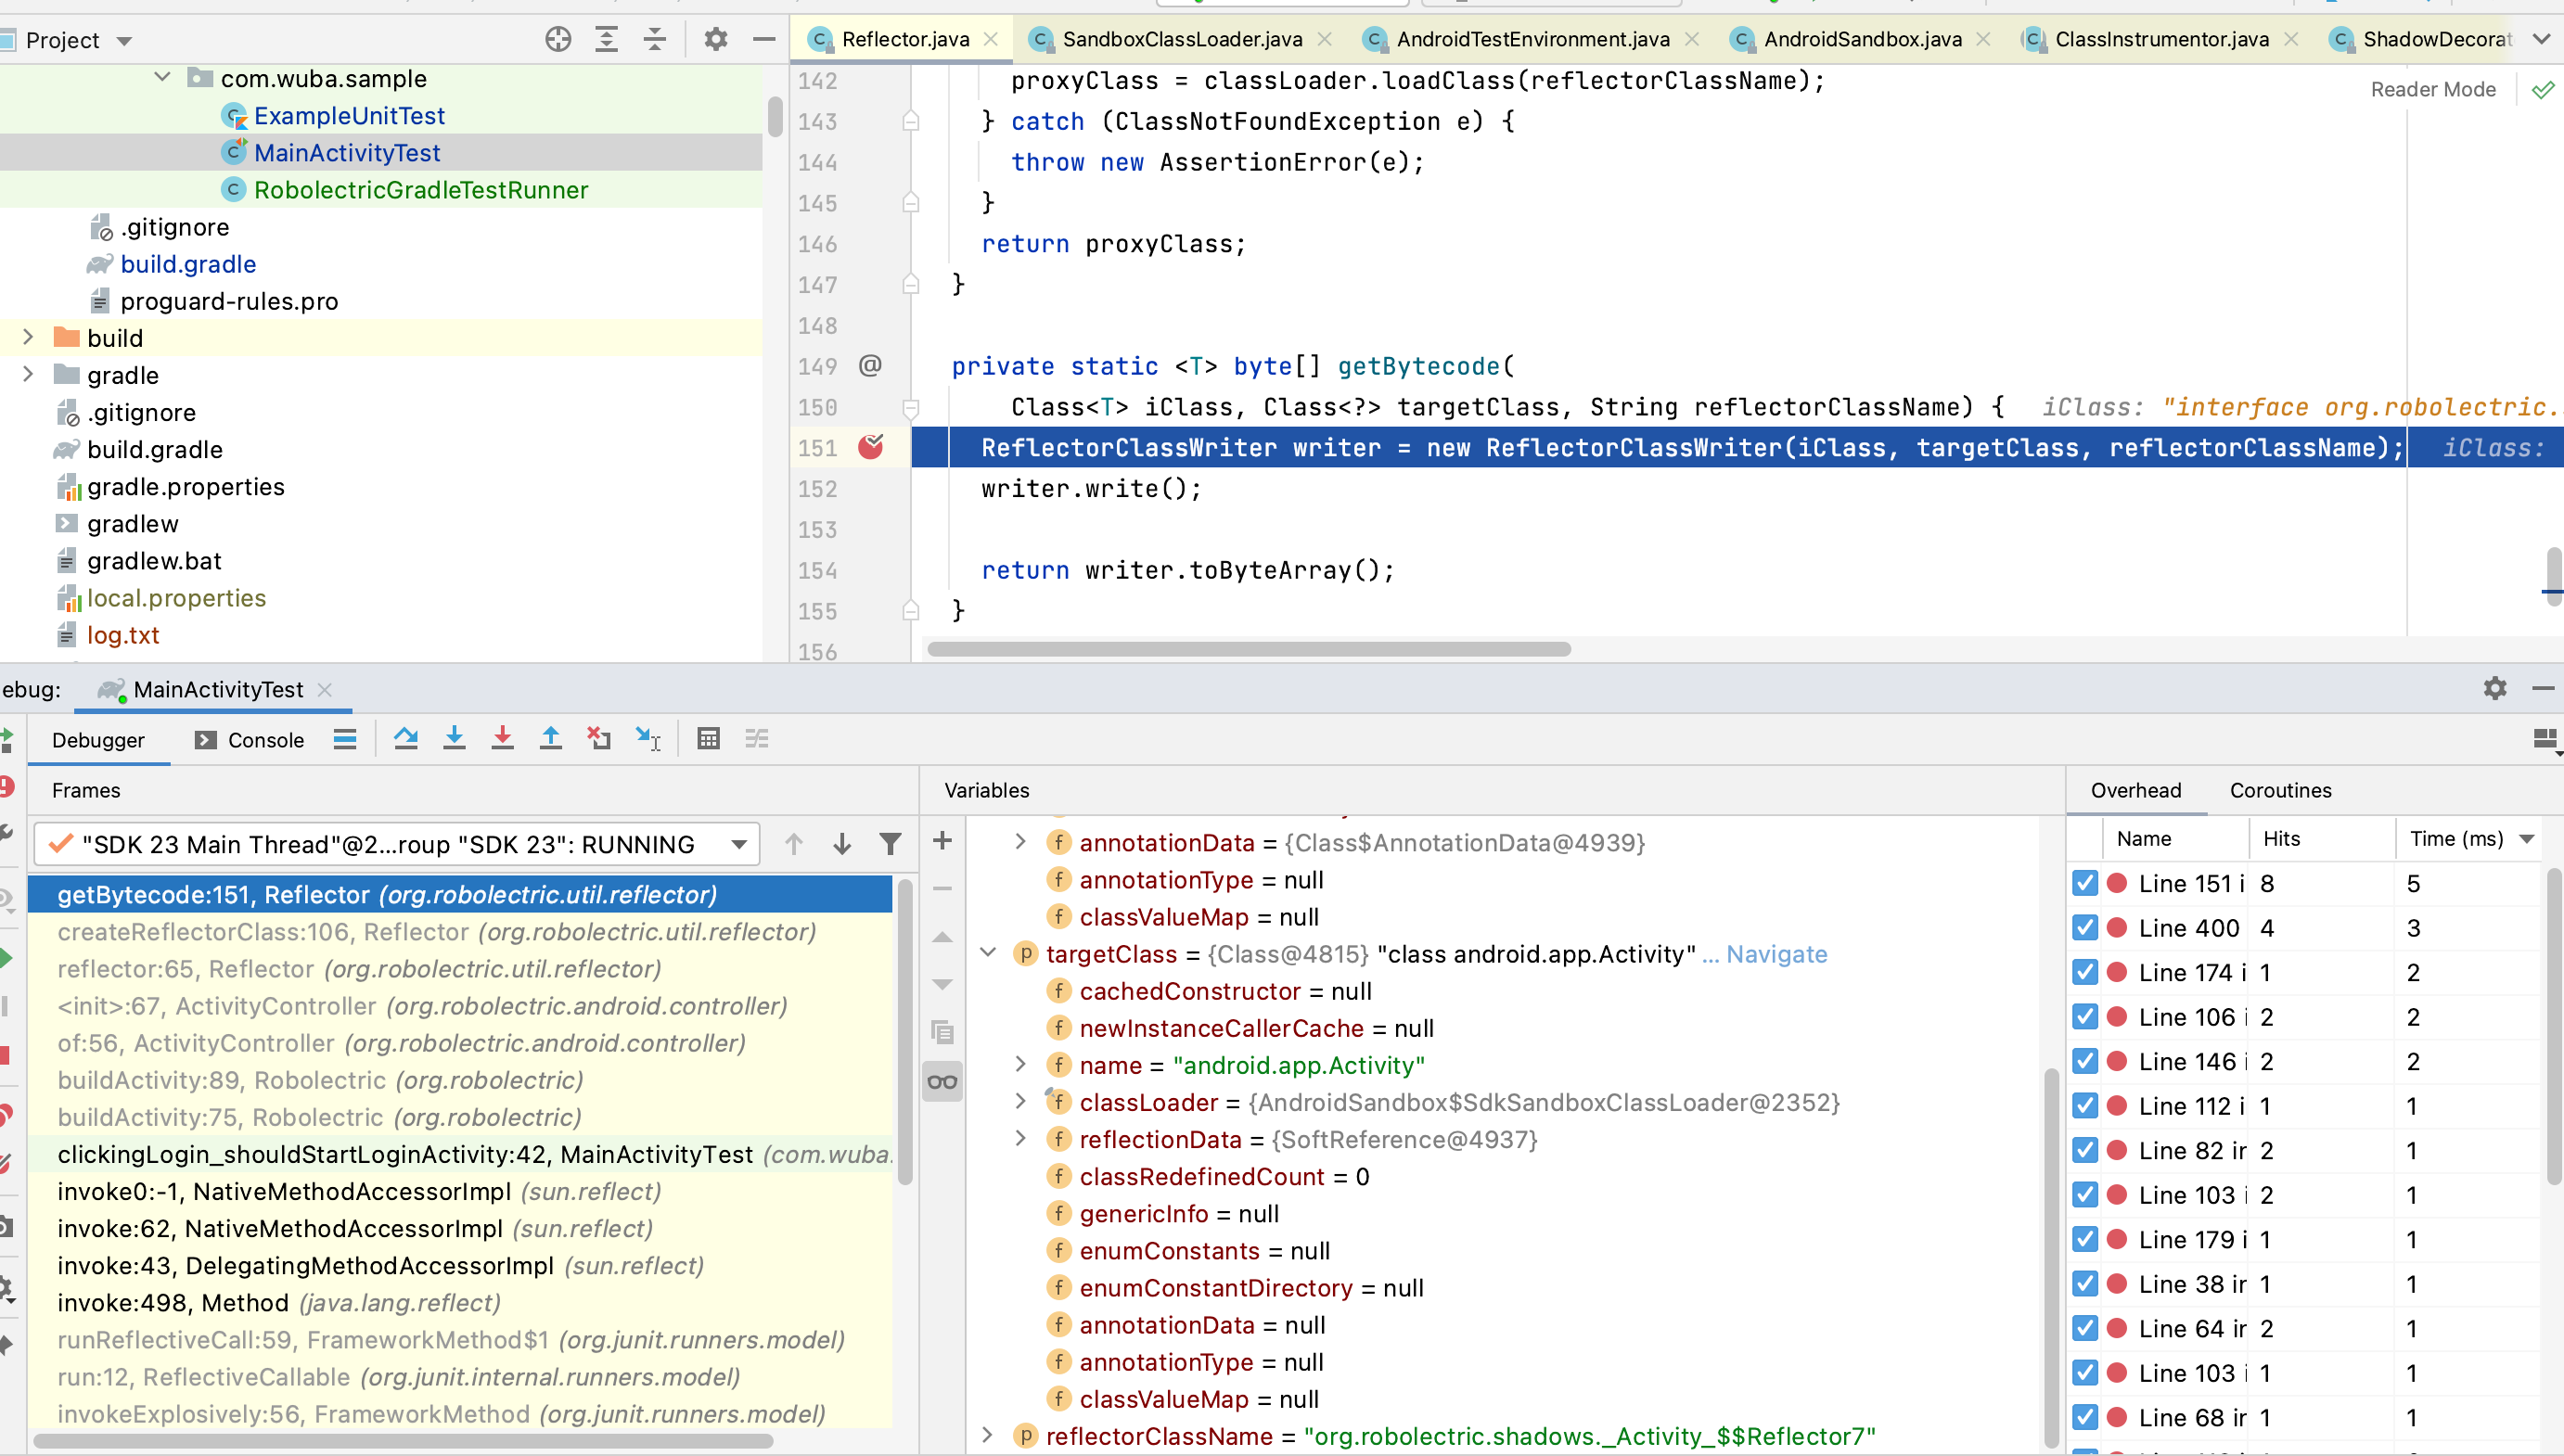 Project
com.wuba.sample
ExampleUnitTest
MainActivityTest
RobolectricGradleTestRunner
.gitignore
build.gradle
proguard-rules.pro
build
gradle
.gitignore
build.gradle
gradle.properties
gradlew
gradlew.bat
local.properties
log.txt
Reflector.java
SandboxClassLoader.java
AndroidTestEnvironment.java
AndroidSandbox.java
ClassInstrumentor.java
ShadowDecorat
Reader Mode
142 proxyClass = classLoader.loadClass(reflectorClassName);
143 } catch (ClassNotFoundException e) {
144 throw new AssertionError(e);
145 }
146 return proxyClass;
147 }
148
149 @ private static <T> byte[] getBytecode(
150 Class<T> iClass, Class<?> targetClass, String reflectorClassName) { iClass: "interface org.robolectric.
151 ReflectorClassWriter writer = new ReflectorClassWriter(iClass, targetClass, reflectorClassName); iClass:
152 writer.write();
153
154 return writer.toByteArray();
155 }
156
ebug: MainActivityTest
Debugger Console
Frames
"SDK 23 Main Thread"@2...roup "SDK 23": RUNNING
getBytecode:151, Reflector (org.robolectric.util.reflector)
createReflectorClass:106, Reflector (org.robolectric.util.reflector)
reflector:65, Reflector (org.robolectric.util.reflector)
<init>:67, ActivityController (org.robolectric.android.controller)
of:56, ActivityController (org.robolectric.android.controller)
buildActivity:89, Robolectric (org.robolectric)
buildActivity:75, Robolectric (org.robolectric)
clickingLogin_shouldStartLoginActivity:42, MainActivityTest (com.wuba.
invoke0:-1, NativeMethodAccessorImpl (sun.reflect)
invoke:62, NativeMethodAccessorImpl (sun.reflect)
invoke:43, DelegatingMethodAccessorImpl (sun.reflect)
invoke:498, Method (java.lang.reflect)
runReflectiveCall:59, FrameworkMethod$1 (org.junit.runners.model)
run:12, ReflectiveCallable (org.junit.internal.runners.model)
invokeExplosively:56, FrameworkMethod (org.junit.runners.model)
Variables
annotationData = {Class$AnnotationData@4939}
annotationType = null
classValueMap = null
targetClass = {Class@4815} "class android.app.Activity" ... Navigate
cachedConstructor = null
newInstanceCallerCache = null
name = "android.app.Activity"
classLoader = {AndroidSandbox$SdkSandboxClassLoader@2352}
reflectionData = {SoftReference@4937}
classRedefinedCount = 0
genericInfo = null
enumConstants = null
enumConstantDirectory = null
annotationData = null
annotationType = null
classValueMap = null
reflectorClassName = "org.robolectric.shadows._Activity_$$Reflector7"
Overhead Coroutines
Name Hits Time (ms)
Line 151 i 8 5
Line 400 4 3
Line 174 i 1 2
Line 106 i 2 2
Line 146 i 2 2
Line 112 i 1 1
Line 82 ir 2 1
Line 103 i 2 1
Line 179 i 1 1
Line 38 ir 1 1
Line 64 ir 2 1
Line 103 i 1 1
Line 68 ir 1 1